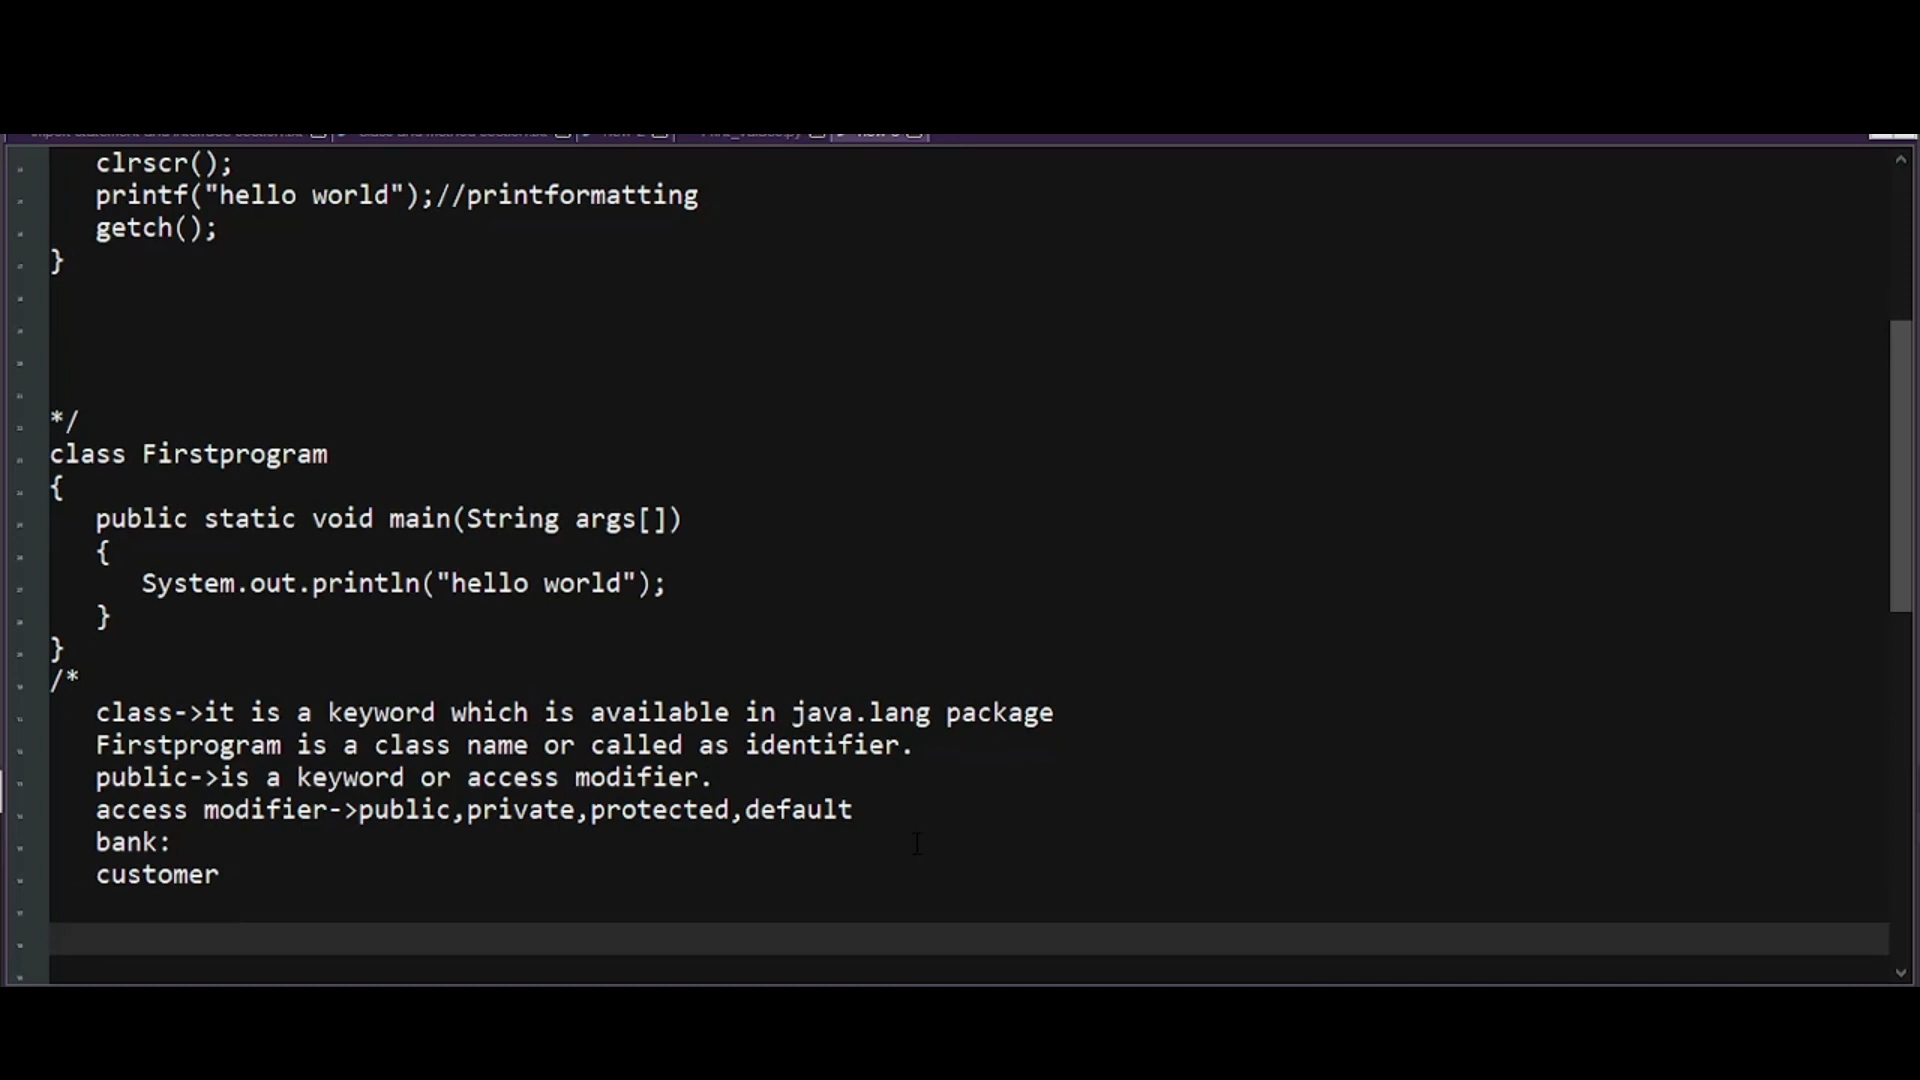 clrscr();
printf("hello world");//printformatting
getch();
}
*/
class Firstprogram
{
public static void main(String args[])
{
System.out.println("hello world");
}
}
/*
class->it is a keyword which is available in java.lang package
Firstprogram is a class name or called as identifier.
public->is a keyword or access modifier.
access modifier->public,private,protected,default
bank:
customer